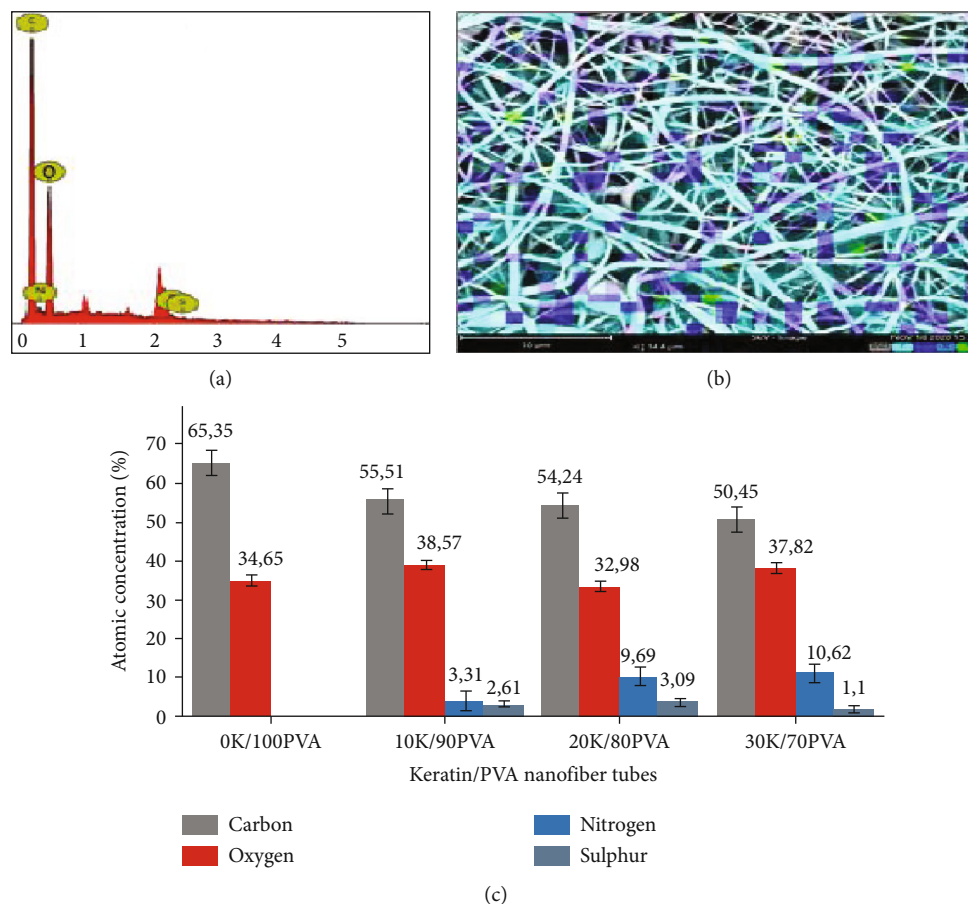 C
O
N
S
0 1 2 3 4 5
(a)
(b)
Atomic concentration (%)
70
60
50
40
30
20
10
0
65,35
34,65
55,51
38,57
3,31
2,61
54,24
32,98
9,69
3,09
50,45
37,82
10,62
1,1
0K/100PVA 10K/90PVA 20K/80PVA 30K/70PVA
Keratin/PVA nanofiber tubes
Carbon
Oxygen
Nitrogen
Sulphur
(c)